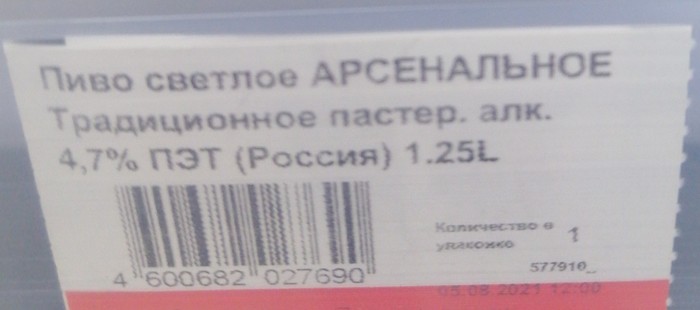 Пиво светлое АРСЕНАЛЬНОЕ
Традиционное пастер. алк.
4,7% ПЭТ (Россия) 1.25L
Количество в
упаковке
1
4 600682 027690
577910_
05.08.2021 12:00